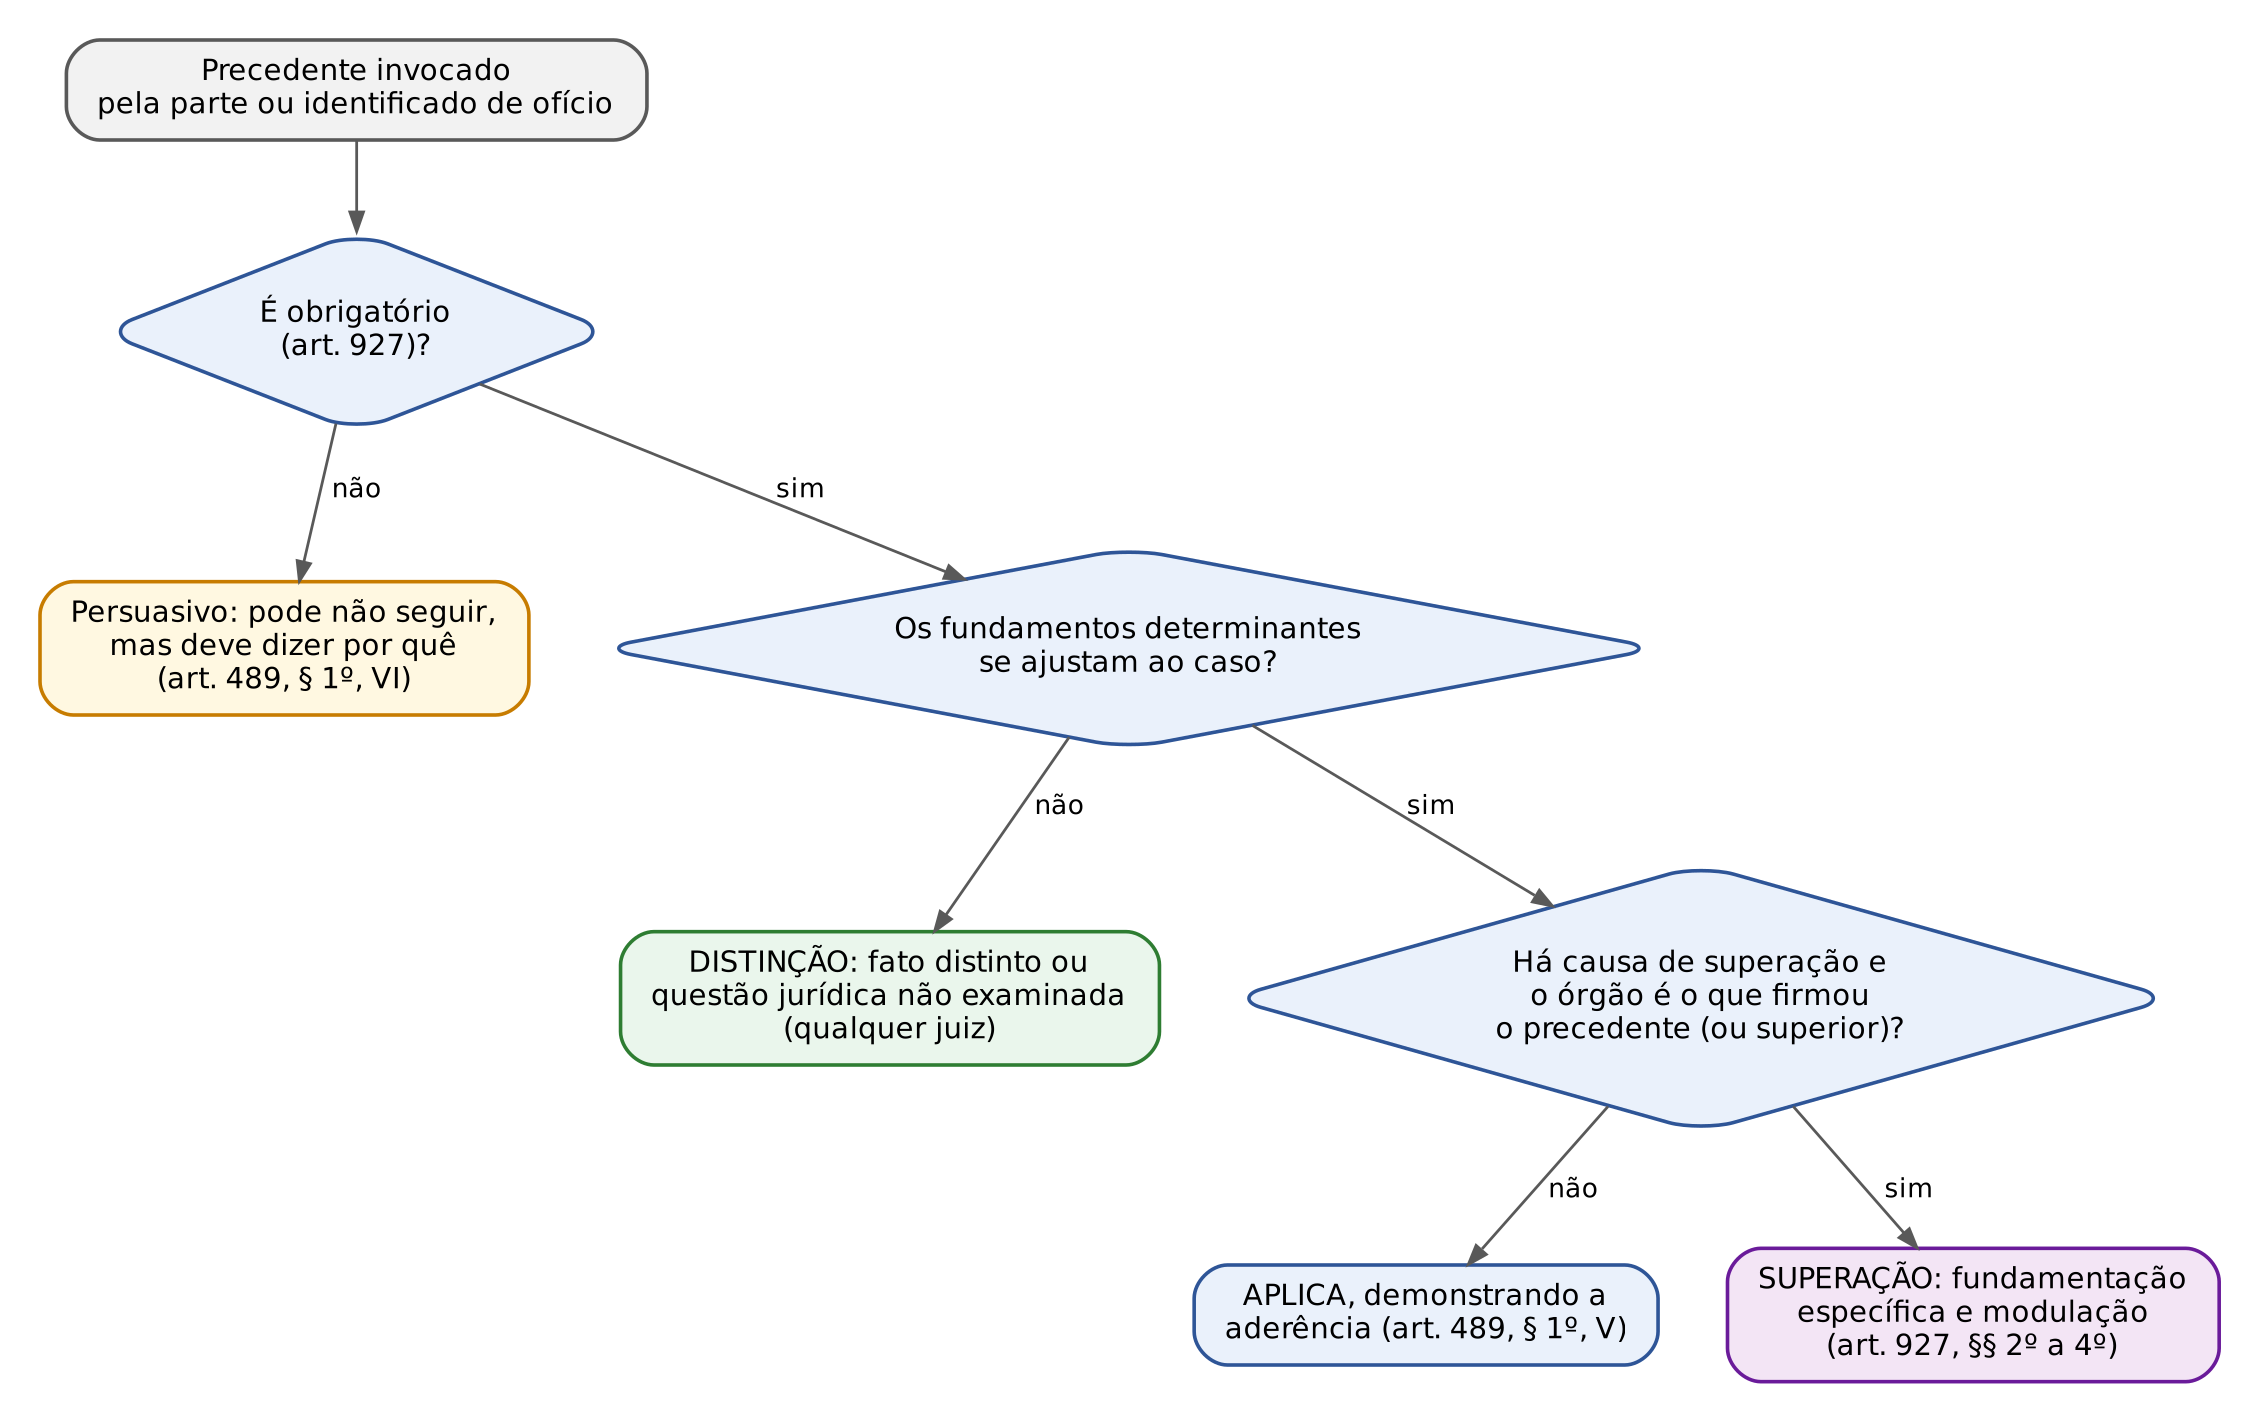 Precedente invocado
pela parte ou identificado de ofício
É obrigatório
(art. 927)?
não
sim
Persuasivo: pode não seguir,
mas deve dizer por quê
(art. 489, § 1º, VI)
Os fundamentos determinantes
se ajustam ao caso?
não
sim
DISTINÇÃO: fato distinto ou
questão jurídica não examinada
(qualquer juiz)
Há causa de superação e
o órgão é o que firmou
o precedente (ou superior)?
não
sim
APLICA, demonstrando a
aderência (art. 489, § 1º, V)
SUPERAÇÃO: fundamentação
específica e modulação
(art. 927, §§ 2º a 4º)